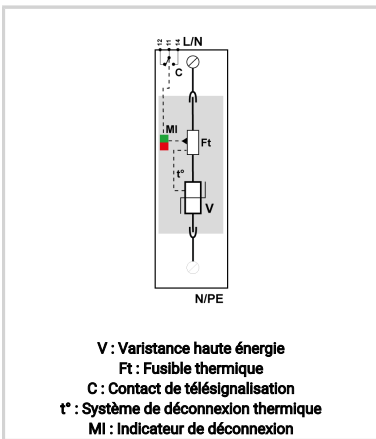 12 11 14 L/N
C
MI
Ft
t°
V
N/PE
V : Varistance haute énergie
Ft : Fusible thermique
C : Contact de télésignalisation
t° : Système de déconnexion thermique
MI : Indicateur de déconnexion